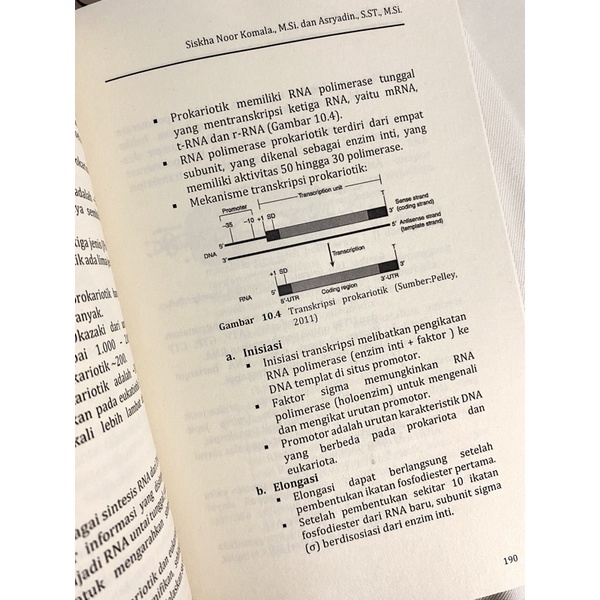 Siskha Noor Komala., M.Si. dan Asryadin., S.ST., M.Si.
▪ Prokariotik memiliki RNA polimerase tunggal
yang mentranskripsi ketiga RNA, yaitu mRNA,
t-RNA dan r-RNA (Gambar 10.4).
▪ RNA polimerase prokariotik terdiri dari empat
subunit, yang dikenal sebagai enzim inti, yang
memiliki aktivitas 50 hingga 30 polimerase.
▪ Mekanisme transkripsi prokariotik:
Transcription unit
Promoter
–35 –10 +1 SD T
5' 3' Sense strand
(coding strand)
DNA 3' 5' Antisense strand
(template strand)
Transcription
+1 SD T
RNA 5' 3'
5'-UTR Coding region 3'-UTR
Gambar 10.4 Transkripsi prokariotik (Sumber:Pelley,
2011)
a. Inisiasi
▪ Inisiasi transkripsi melibatkan pengikatan
RNA polimerase (enzim inti + faktor ) ke
DNA templat di situs promotor.
▪ Faktor sigma memungkinkan RNA
polimerase (holoenzim) untuk mengenali
dan mengikat urutan promotor.
▪ Promotor adalah urutan karakteristik DNA
yang berbeda pada prokariota dan
eukariota.
b. Elongasi
▪ Elongasi dapat berlangsung setelah
pembentukan ikatan fosfodiester pertama.
▪ Setelah pembentukan sekitar 10 ikatan
fosfodiester dari RNA baru, subunit sigma
(σ) berdisosiasi dari enzim inti.
190